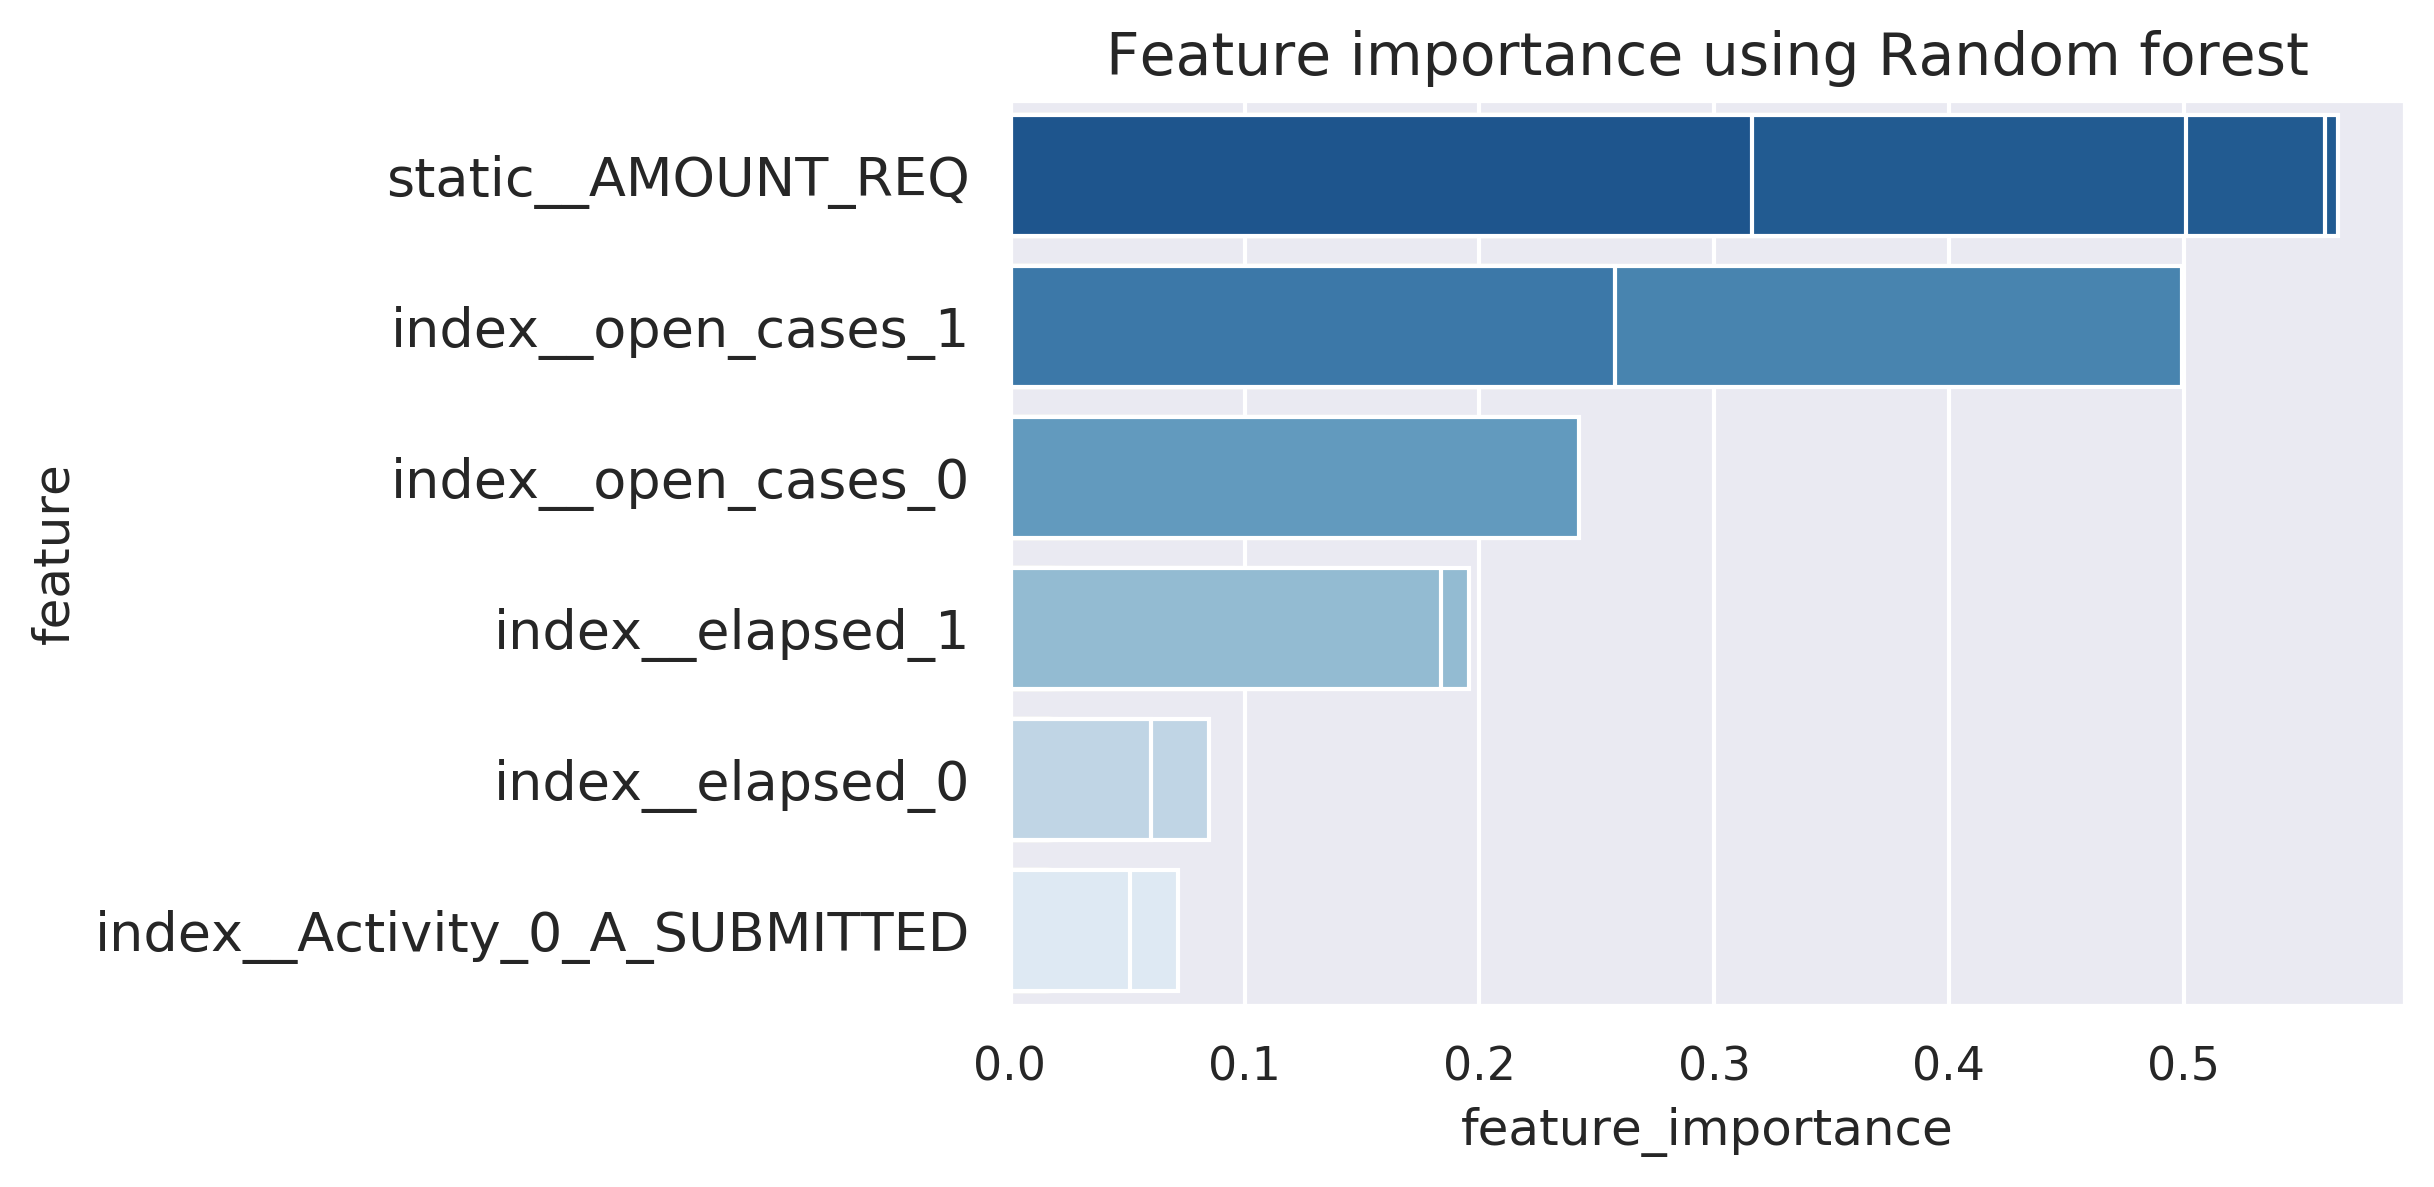 Feature importance using Random forest
static__AMOUNT_REQ
index__open_cases_1
index__open_cases_0
index__elapsed_1
index__elapsed_0
index__Activity_0_A_SUBMITTED
feature
0.0 0.1 0.2 0.3 0.4 0.5
feature_importance